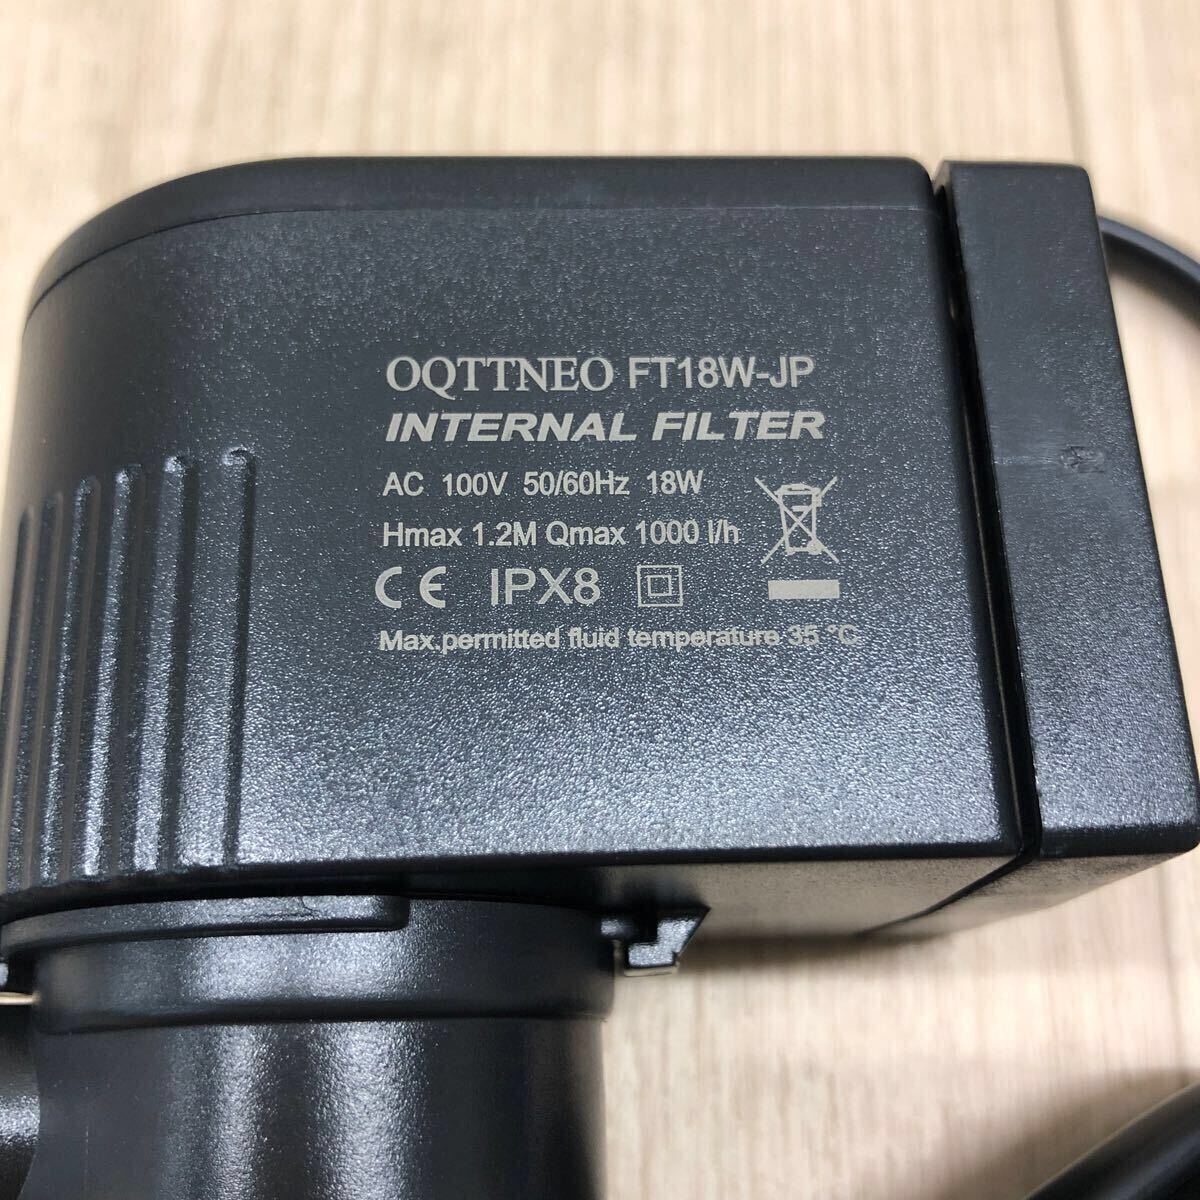 OQTTNEO FT18W-JP
INTERNAL FILTER
AC 100V 50/60Hz 18W
Hmax 1.2M Qmax 1000 l/h
CE IPX8
Max.permitted fluid temperature 35 °C